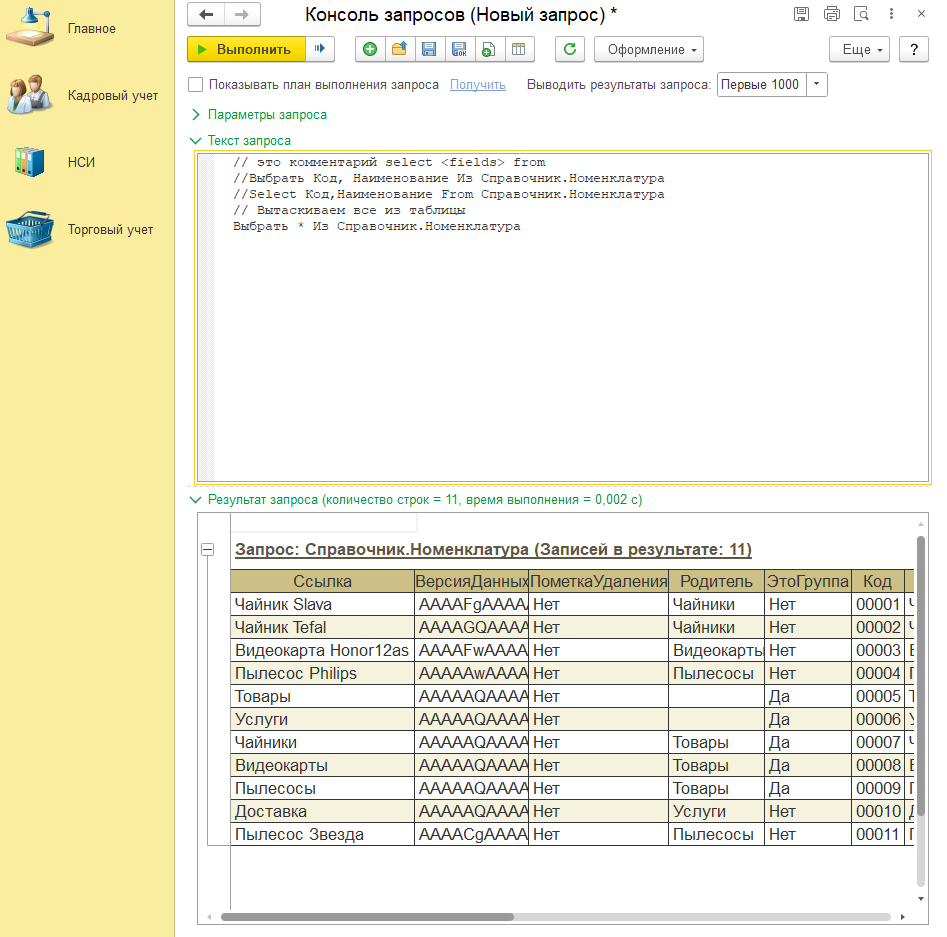 Главное
Кадровый учет
НСИ
Торговый учет
Консоль запросов (Новый запрос) *
Выполнить
Оформление
Еще
?
Показывать план выполнения запроса Получить Выводить результаты запроса: Первые 1000
Параметры запроса
Текст запроса
// это комментарий select <fields> from
//Выбрать Код, Наименование Из Справочник.Номенклатура
//Select Код,Наименование From Справочник.Номенклатура
// Вытаскиваем все из таблицы
Выбрать * Из Справочник.Номенклатура
Результат запроса (количество строк = 11, время выполнения = 0,002 с)
Запрос: Справочник.Номенклатура (Записей в результате: 11)
Ссылка ВерсияДанных ПометкаУдаления Родитель ЭтоГруппа Код
Чайник Slava AAAAFgAAAA Нет Чайники Нет 00001
Чайник Tefal AAAAGQAAAA Нет Чайники Нет 00002
Видеокарта Honor12as AAAAFwAAAA Нет Видеокарты Нет 00003
Пылесос Philips AAAAAwAAAA Нет Пылесосы Нет 00004
Товары AAAAAQAAAA Нет Да 00005
Услуги AAAAAQAAAA Нет Да 00006
Чайники AAAAAQAAAA Нет Товары Да 00007
Видеокарты AAAAAQAAAA Нет Товары Да 00008
Пылесосы AAAAAQAAAA Нет Товары Да 00009
Доставка AAAAAQAAAA Нет Услуги Нет 00010
Пылесос Звезда AAAACgAAAA Нет Пылесосы Нет 00011